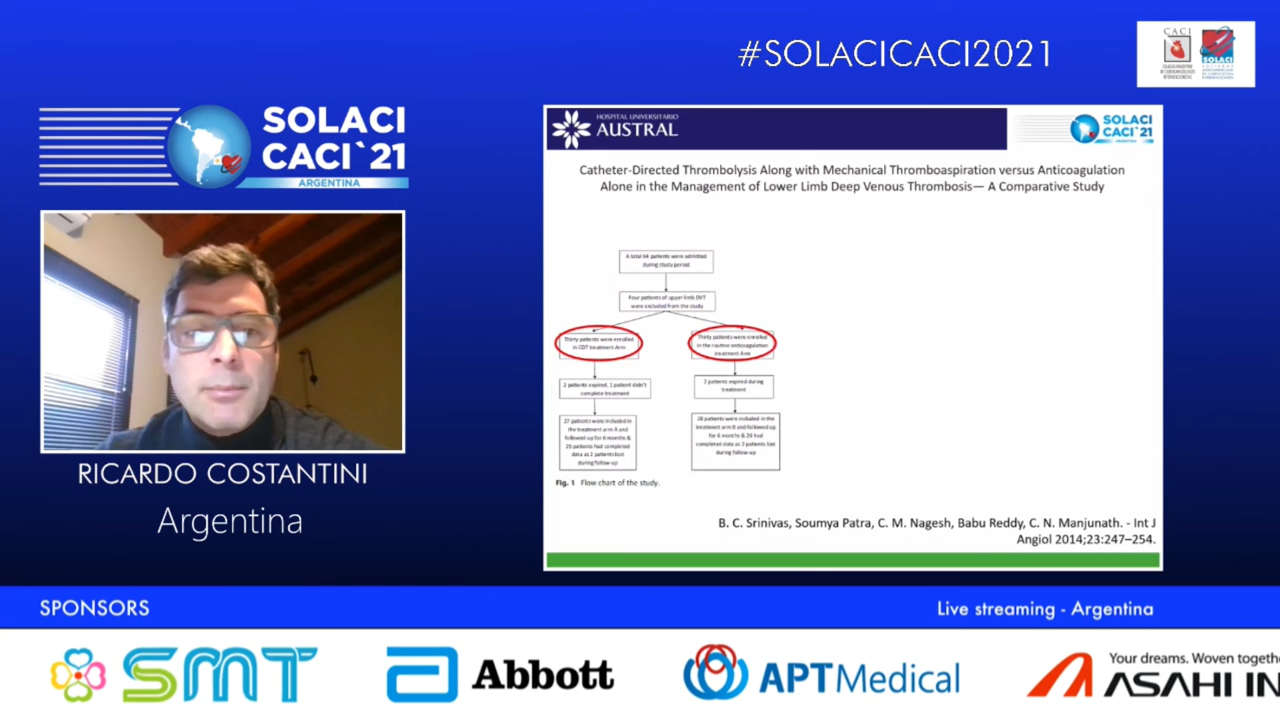 #SOLACICACI2021
CACI
SOLACI
SOLACI
CACI`21
ARGENTINA
HOSPITAL UNIVERSITARIO
AUSTRAL
SOLACI
CACI`21
Catheter-Directed Thrombolysis Along with Mechanical Thromboaspiration versus Anticoagulation
Alone in the Management of Lower Limb Deep Venous Thrombosis— A Comparative Study
A total 64 patients were admitted
during study period
Four patients of upper limb DVT
were excluded from the study
Thirty patients were enrolled
in CDT treatment Arm
Thirty patients were enrolled
in the routine anticoagulation
treatment Arm
2 patients expired, 1 patient didn't
complete treatment
2 patients expired during
treatment
27 patients were included in
the treatment arm A and
followed up for 6 months &
25 patients had completed
data as 2 patients lost
during follow-up
28 patients were included in the
treatment arm B and followed up
for 6 months & 26 had
completed data as 2 patients lost
during follow-up
Fig. 1 Flow chart of the study.
B. C. Srinivas, Soumya Patra, C. M. Nagesh, Babu Reddy, C. N. Manjunath. - Int J
Angiol 2014;23:247–254.
RICARDO COSTANTINI
Argentina
SPONSORS
Live streaming - Argentina
SMT
Abbott
APTMedical
Your dreams. Woven togethe
ASAHI IN